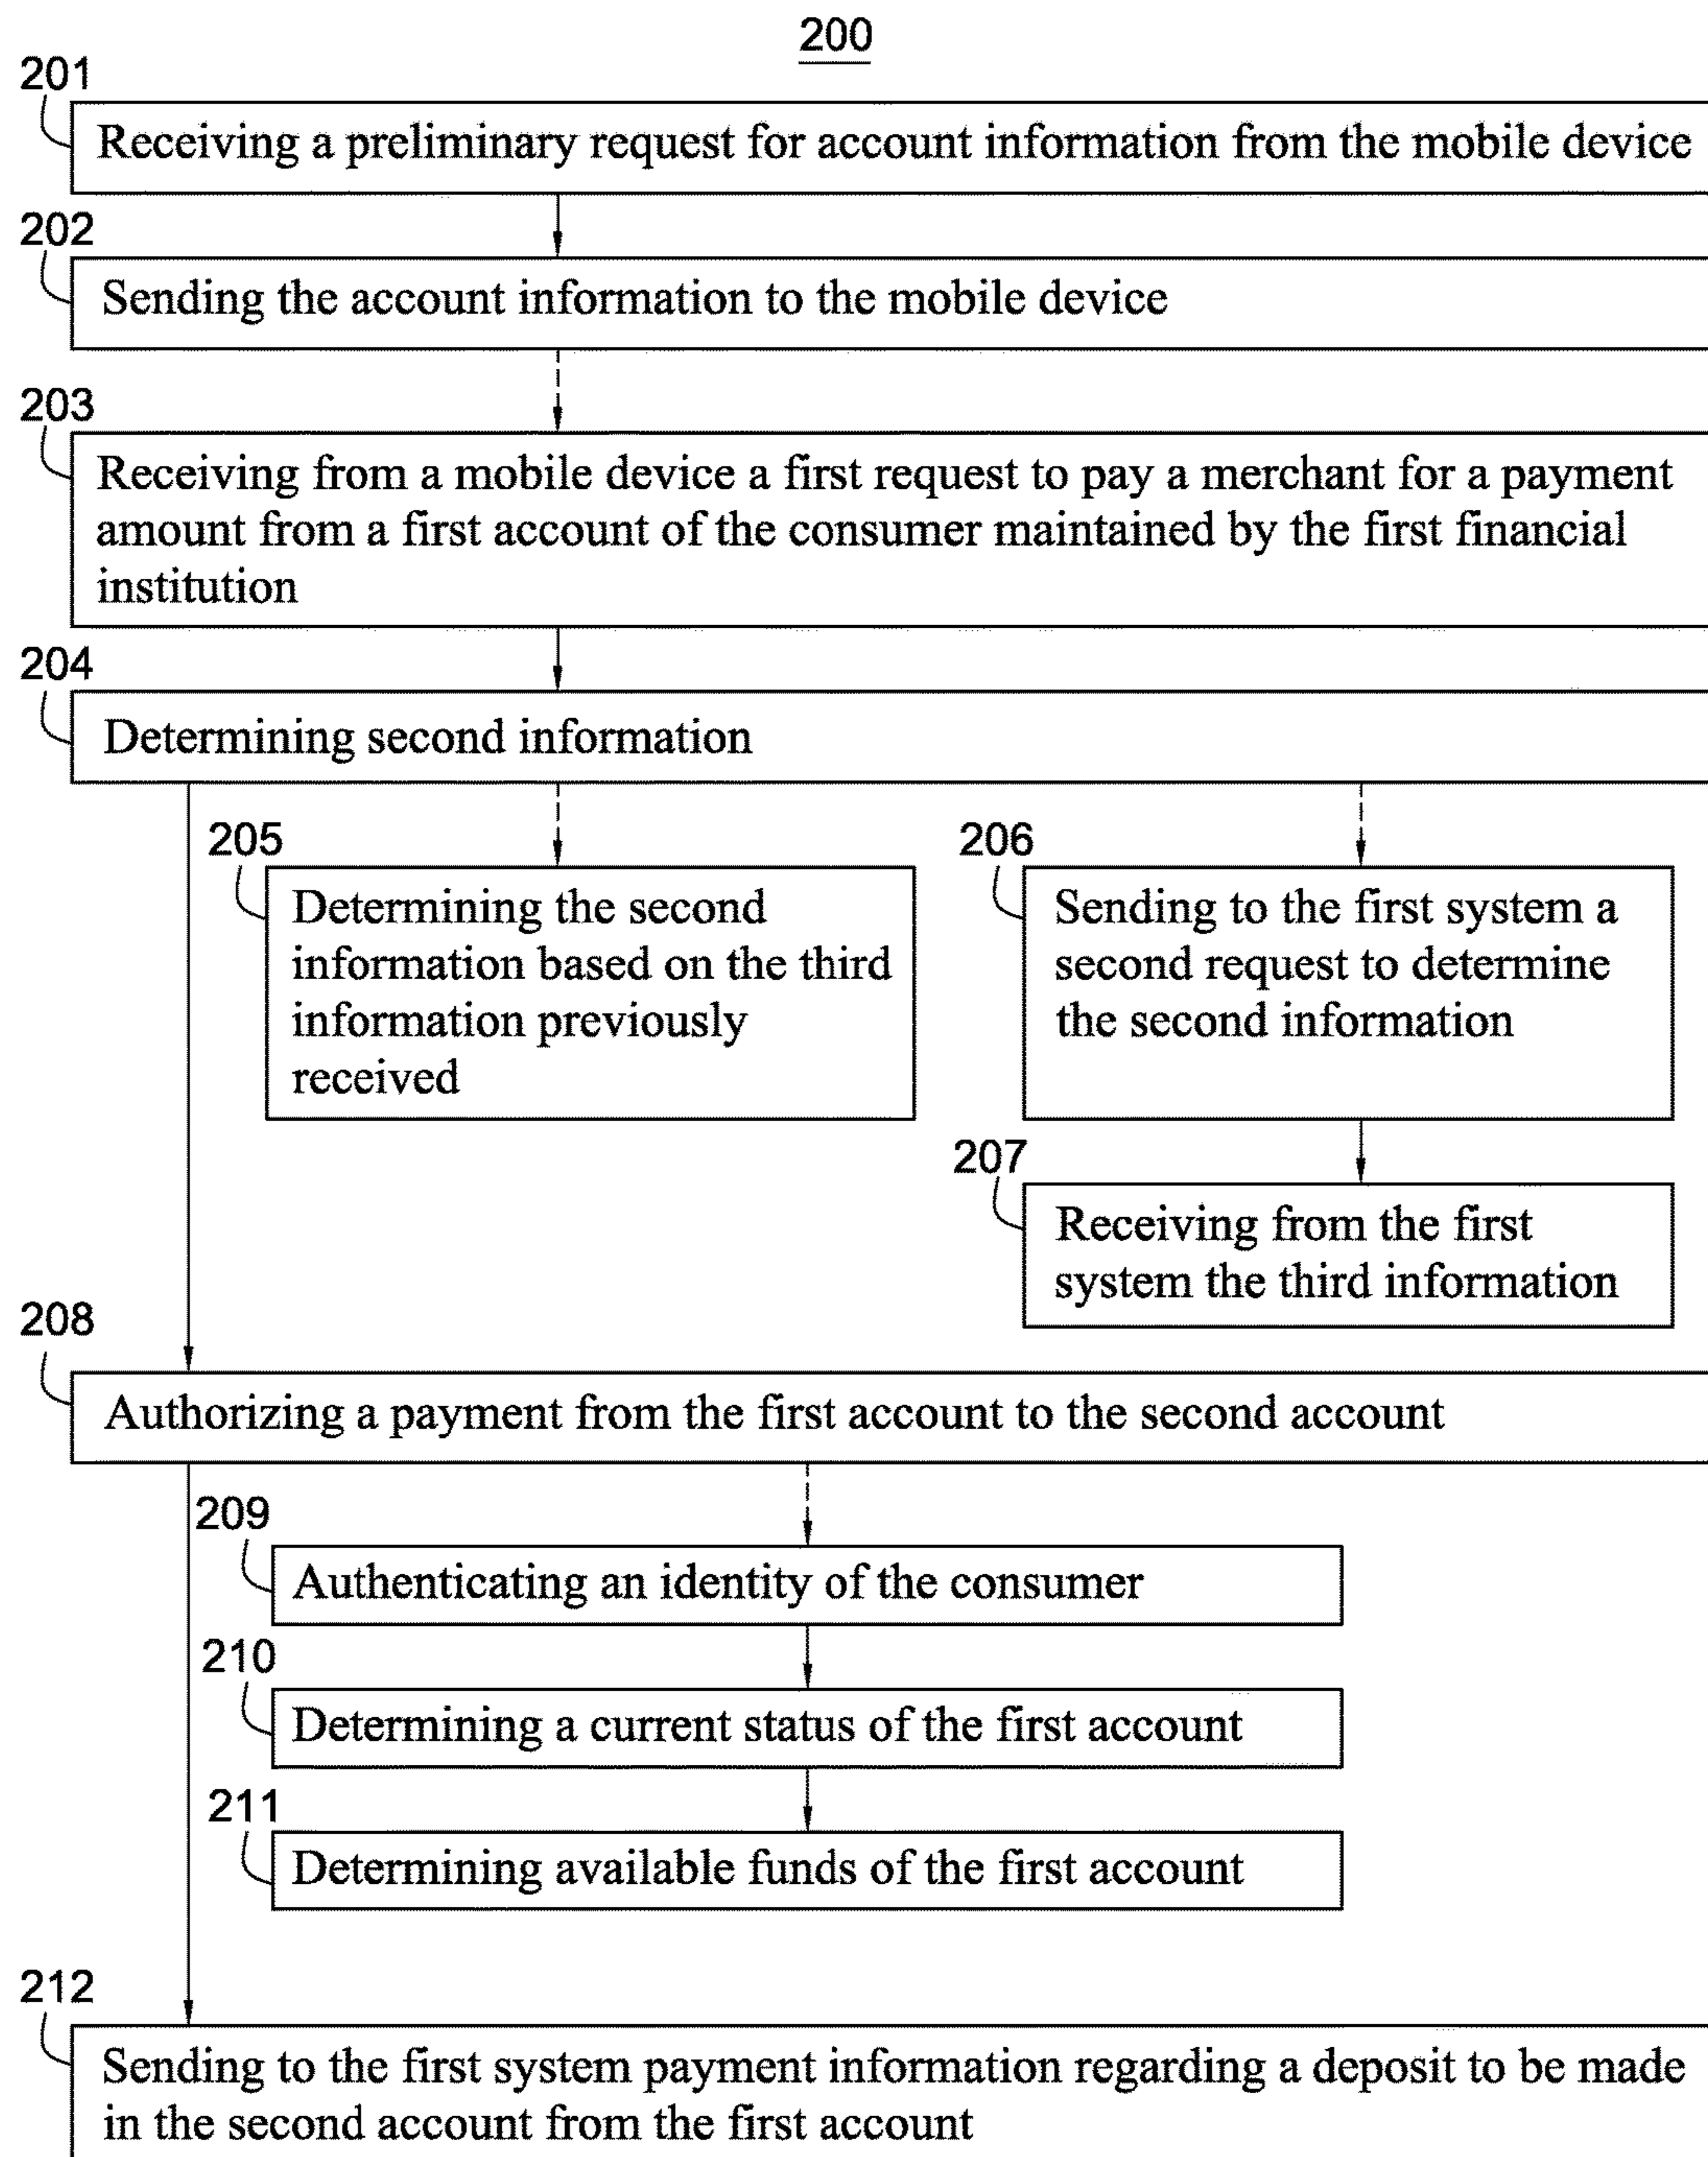 200
201
Receiving a preliminary request for account information from the mobile device
202
Sending the account information to the mobile device
203
Receiving from a mobile device a first request to pay a merchant for a payment
amount from a first account of the consumer maintained by the first financial
institution
204
Determining second information
205
Determining the second
information based on the third
information previously
received
206
Sending to the first system a
second request to determine
the second information
207
Receiving from the first
system the third information
208
Authorizing a payment from the first account to the second account
209
Authenticating an identity of the consumer
210
Determining a current status of the first account
211
Determining available funds of the first account
212
Sending to the first system payment information regarding a deposit to be made
in the second account from the first account